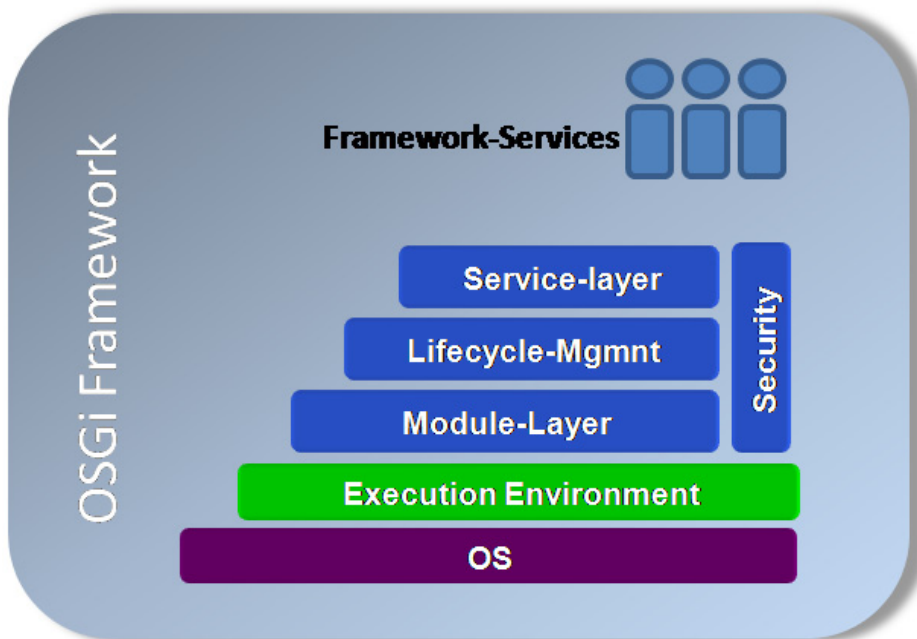 OSGi Framework
Framework-Services
Service-layer
Lifecycle-Mgmnt
Module-Layer
Security
Execution Environment
OS